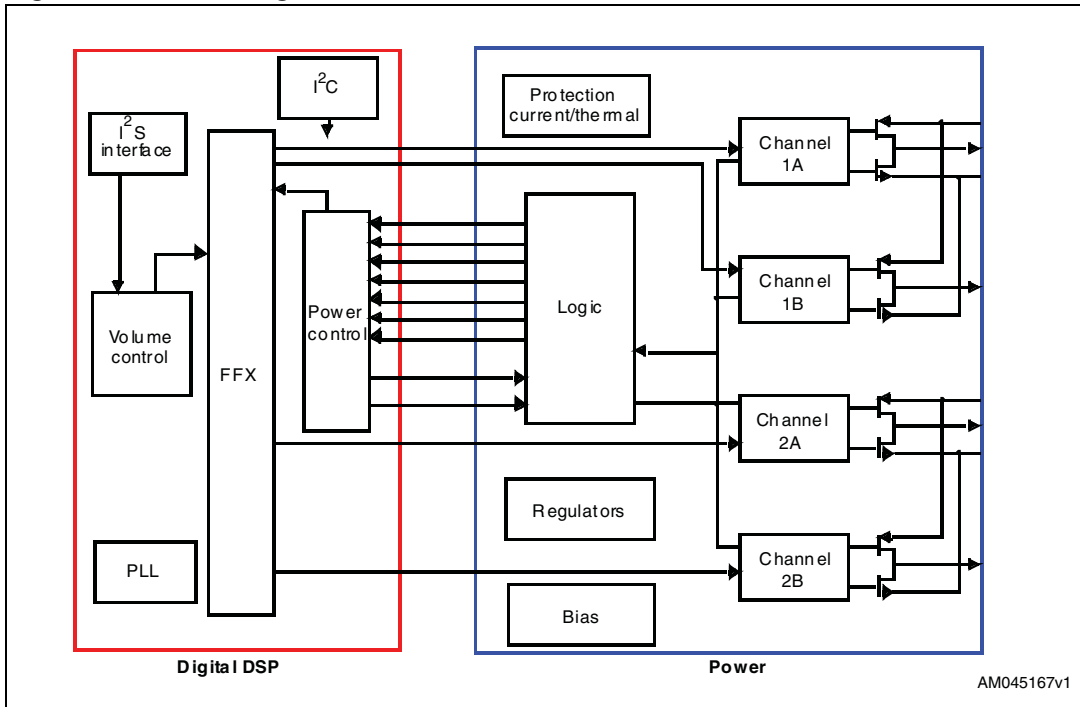 I2C
I2S
interface
Volume
control
FFX
Power
control
PLL
Digital DSP
Protection
current/thermal
Logic
Regulators
Bias
Channel
1A
Channel
1B
Channel
2A
Channel
2B
Power
AM045167v1